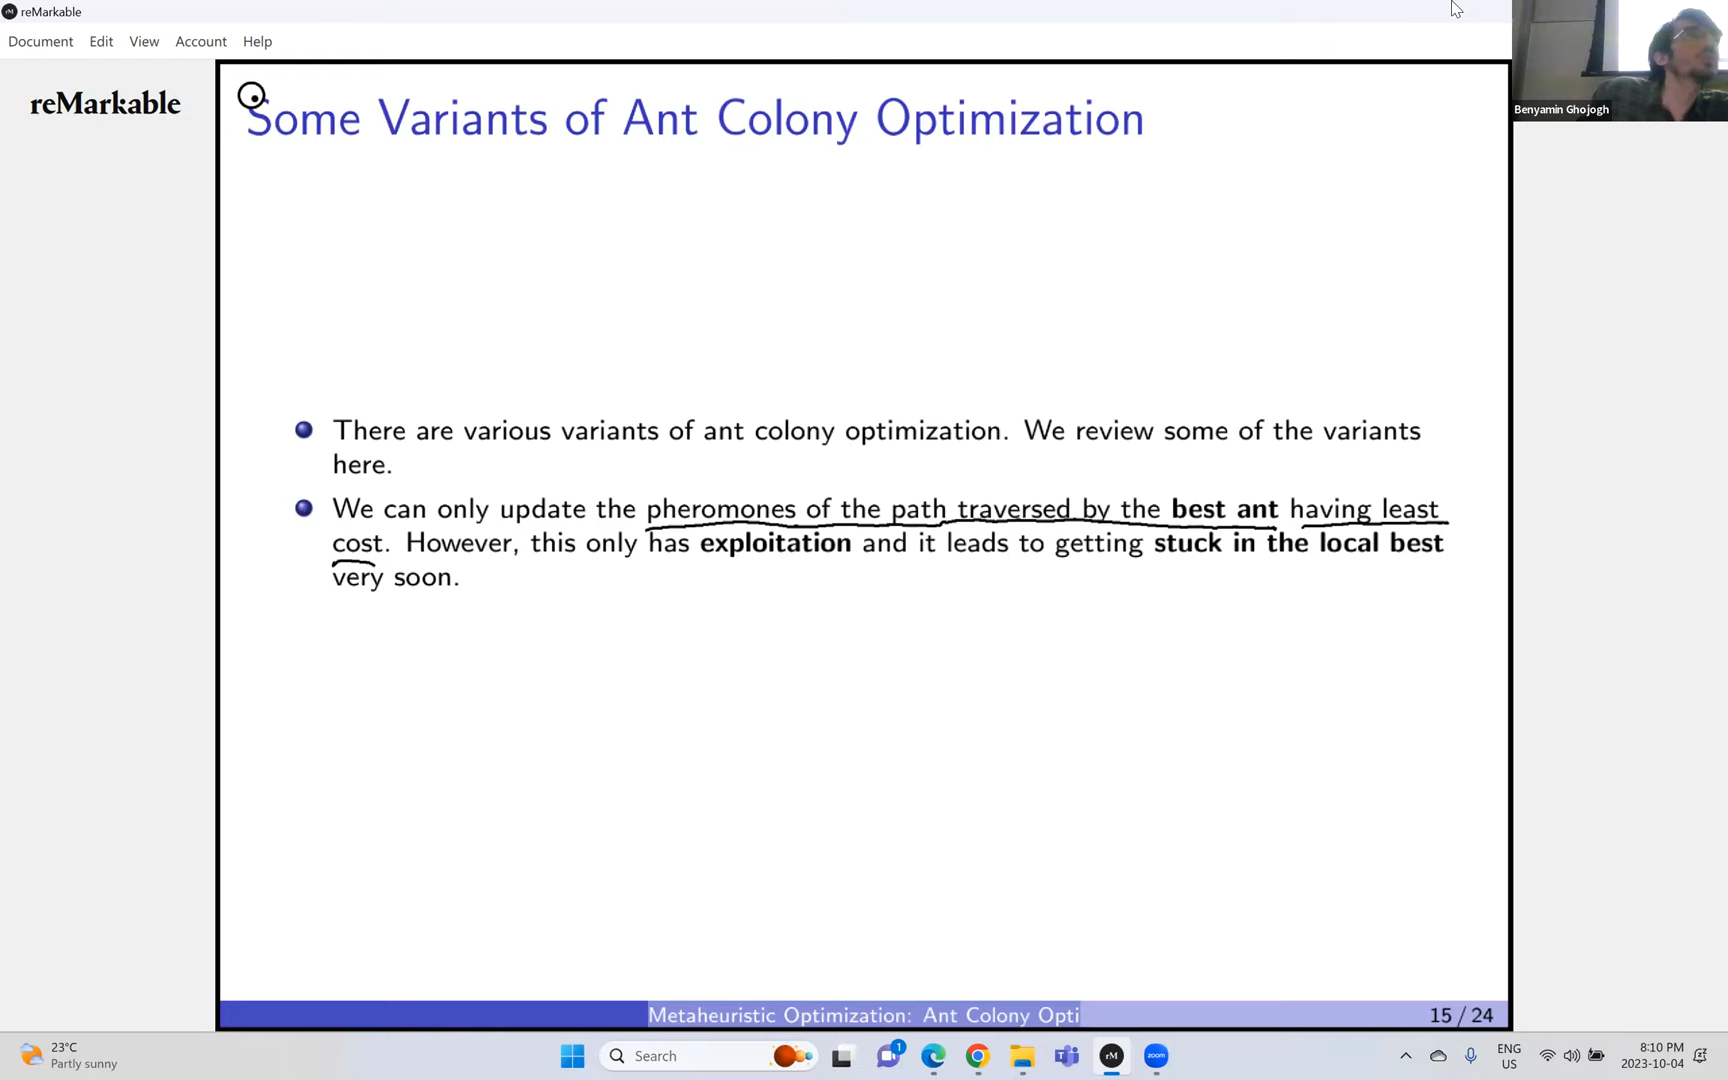 reMarkable
Document Edit View Account Help
reMarkable
Benyamin Ghojogh
Some Variants of Ant Colony Optimization
There are various variants of ant colony optimization. We review some of the variants
here.
We can only update the pheromones of the path traversed by the best ant having least
cost. However, this only has exploitation and it leads to getting stuck in the local best
very soon.
Metaheuristic Optimization: Ant Colony Opti
15 / 24
23°C
Partly sunny
Search
1
rM
zoom
ENG
US
8:10 PM
2023-10-04